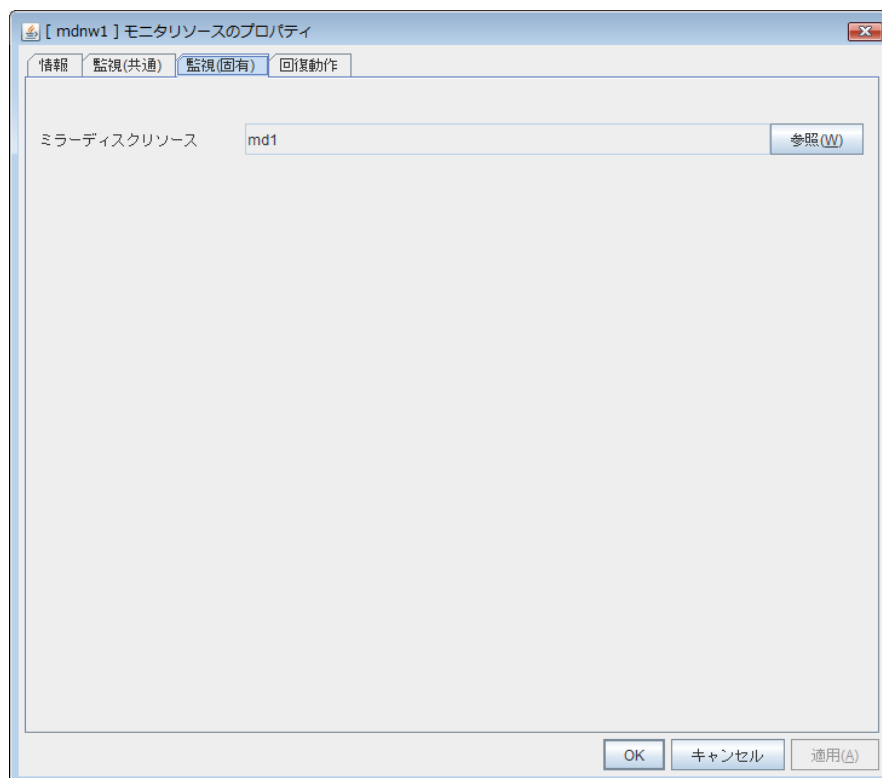 [ mdnw1 ] モニタリソースのプロパティ
情報 監視(共通) 監視(固有) 回復動作
ミラーディスクリソース md1 参照(W)
OK キャンセル 適用(A)